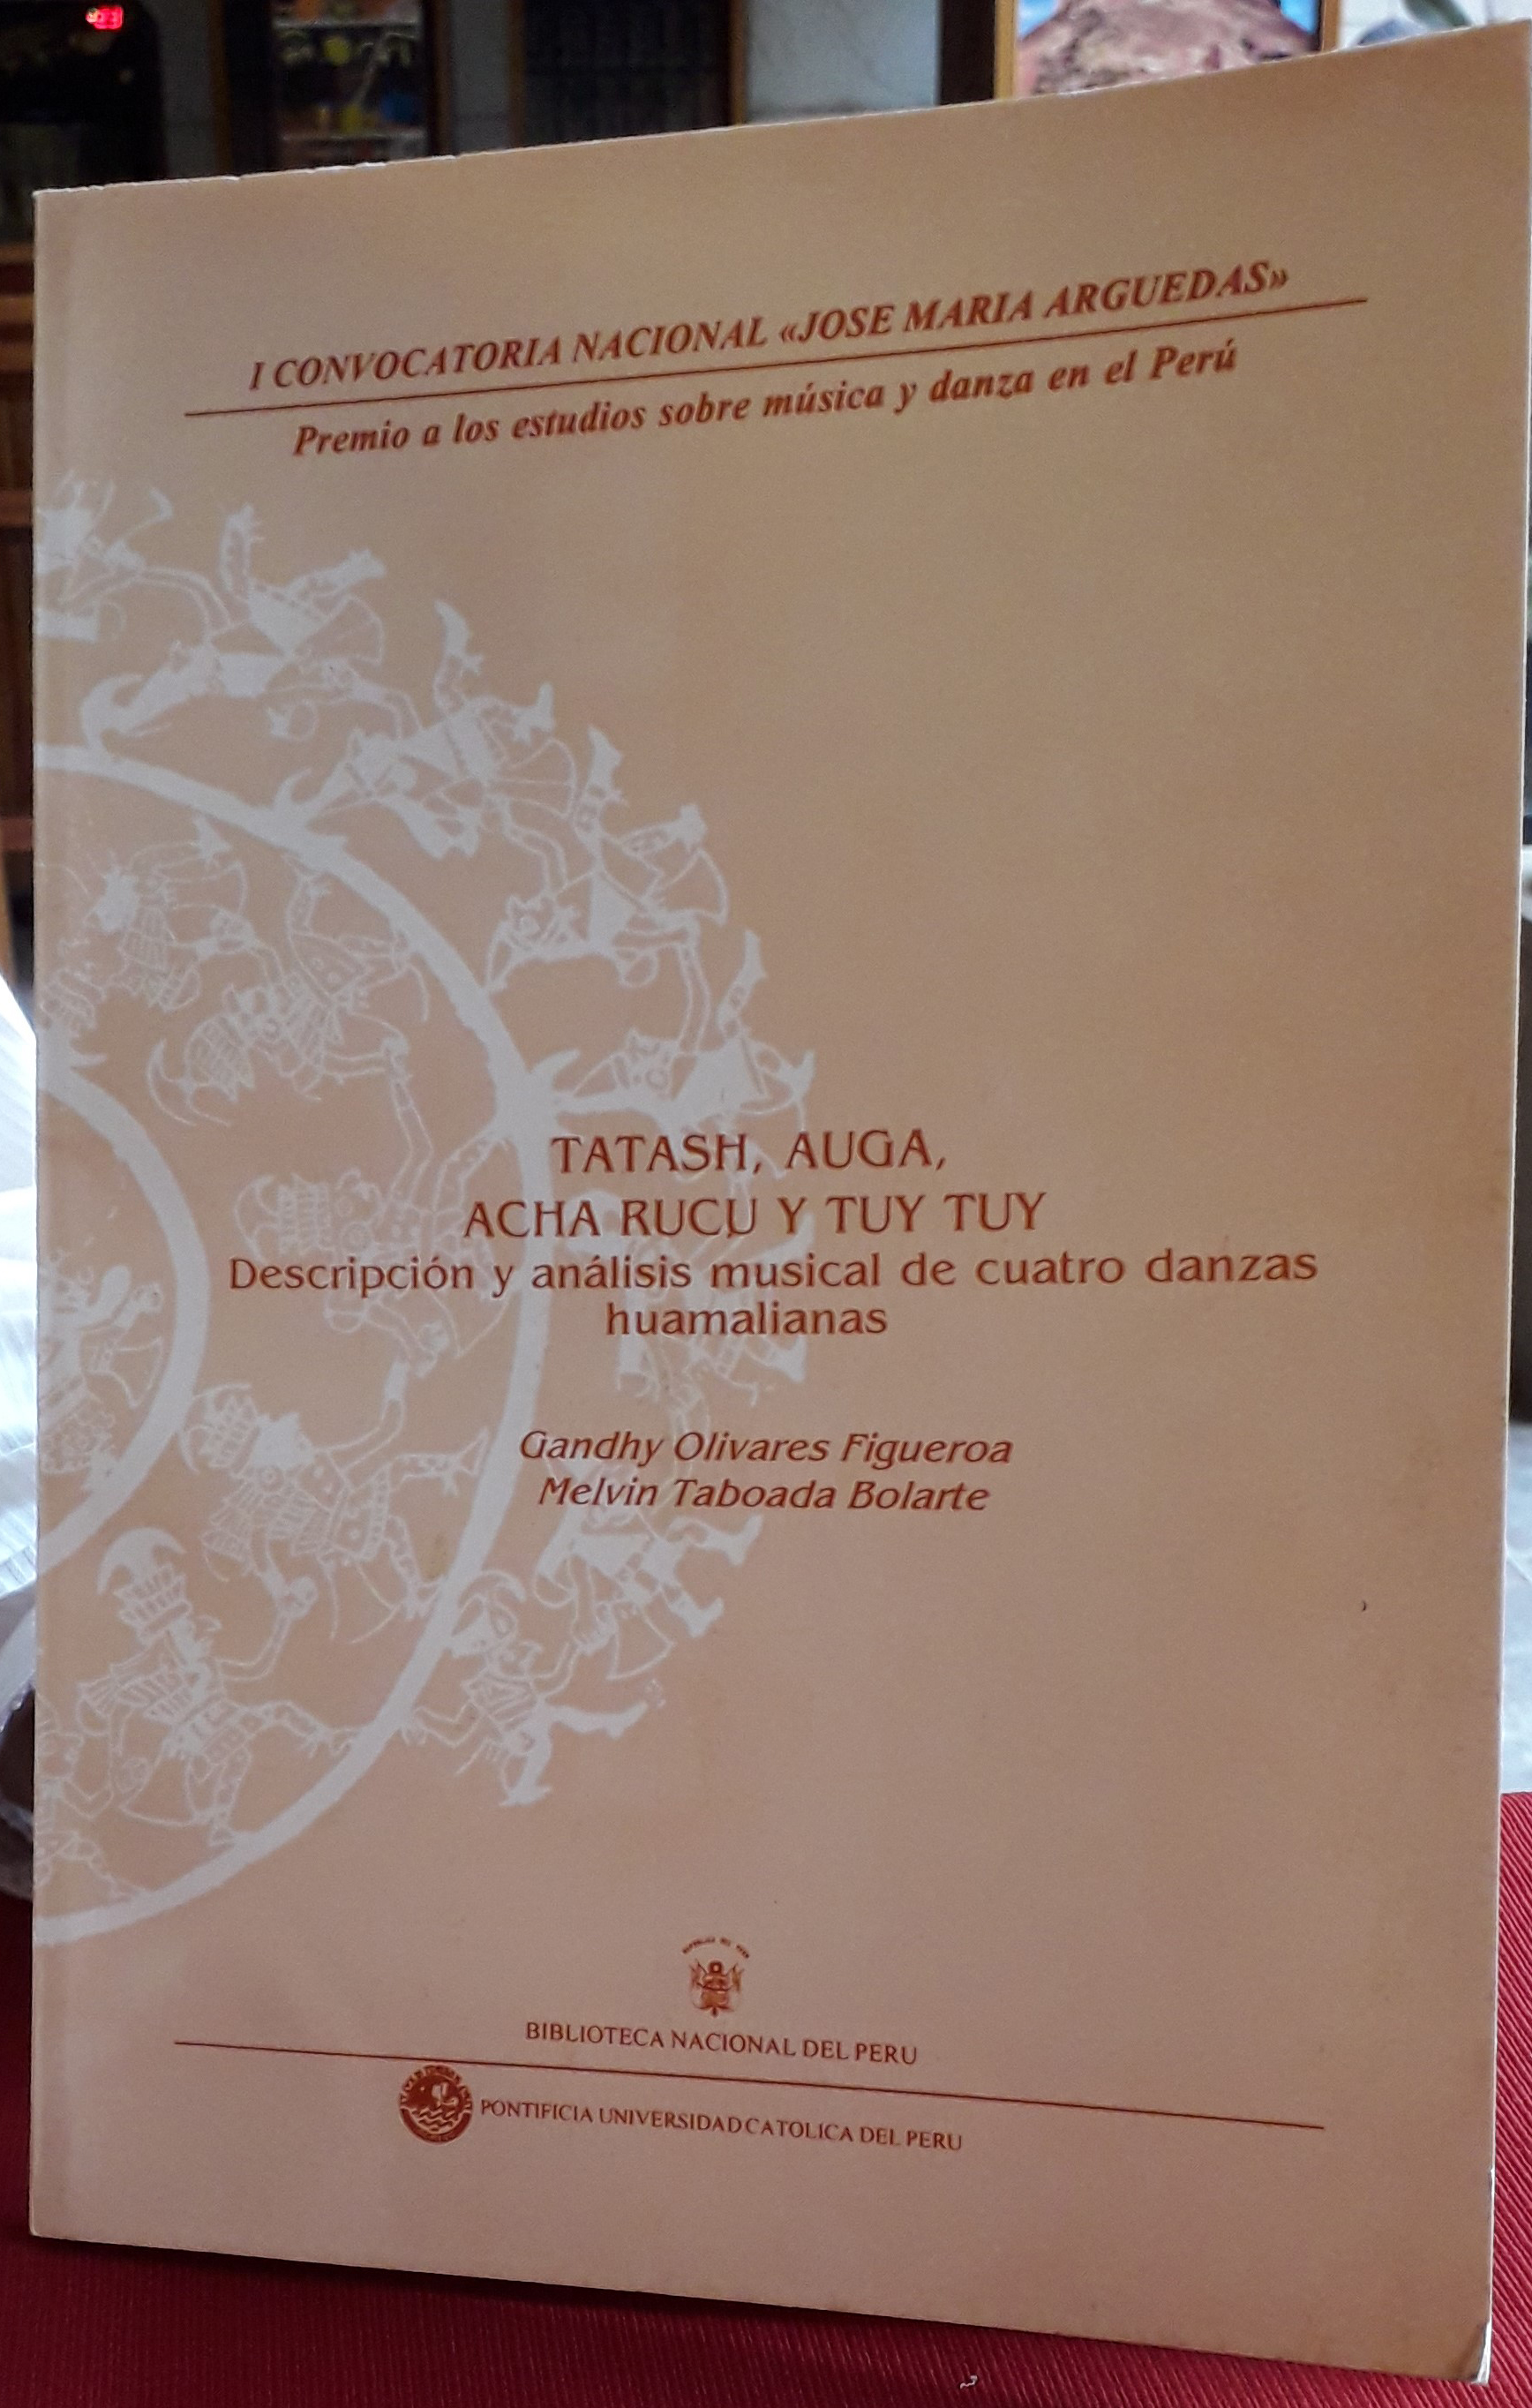 I CONVOCATORIA NACIONAL «JOSE MARIA ARGUEDAS»
Premio a los estudios sobre música y danza en el Perú
TATASH, AUGA,
ACHA RUCU Y TUY TUY
Descripción y análisis musical de cuatro danzas
huamalianas
Gandhy Olivares Figueroa
Melvin Taboada Bolarte
REPUBLICA DEL PERU
BIBLIOTECA NACIONAL DEL PERU
PONTIFICIA UNIVERSIDAD CATOLICA DEL PERU